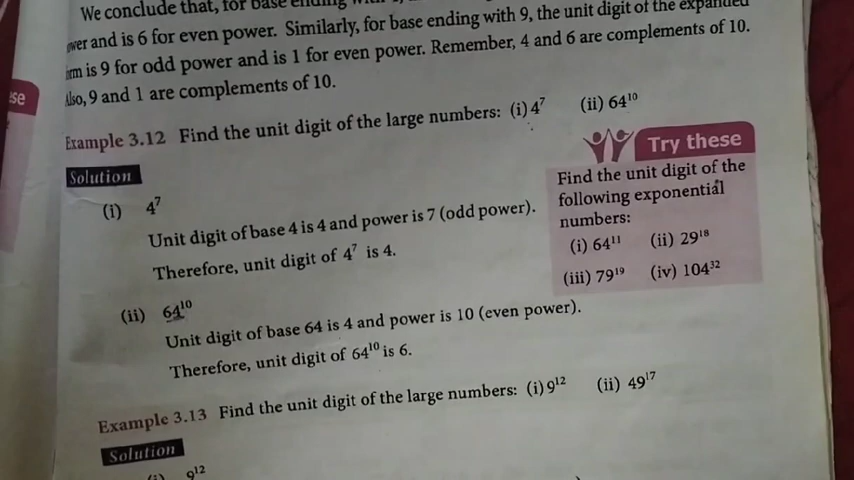 We conclude that, for base ending
and is 6 for even power. Similarly, for base ending with 9, the unit digit of the expanded
is 9 for odd power and is 1 for even power. Remember, 4 and 6 are complements of 10.
Also, 9 and 1 are complements of 10.
Example 3.12 Find the unit digit of the large numbers: (i) 4⁷ (ii) 64¹⁰
Solution
(i) 4⁷
Unit digit of base 4 is 4 and power is 7 (odd power).
Therefore, unit digit of 4⁷ is 4.
(ii) 64¹⁰
Unit digit of base 64 is 4 and power is 10 (even power).
Therefore, unit digit of 64¹⁰ is 6.
Try these
Find the unit digit of the
following exponential
numbers:
(i) 64¹¹ (ii) 29¹⁸
(iii) 79¹⁹ (iv) 104³²
Example 3.13 Find the unit digit of the large numbers: (i) 9¹² (ii) 49¹⁷
Solution
(i) 9¹²